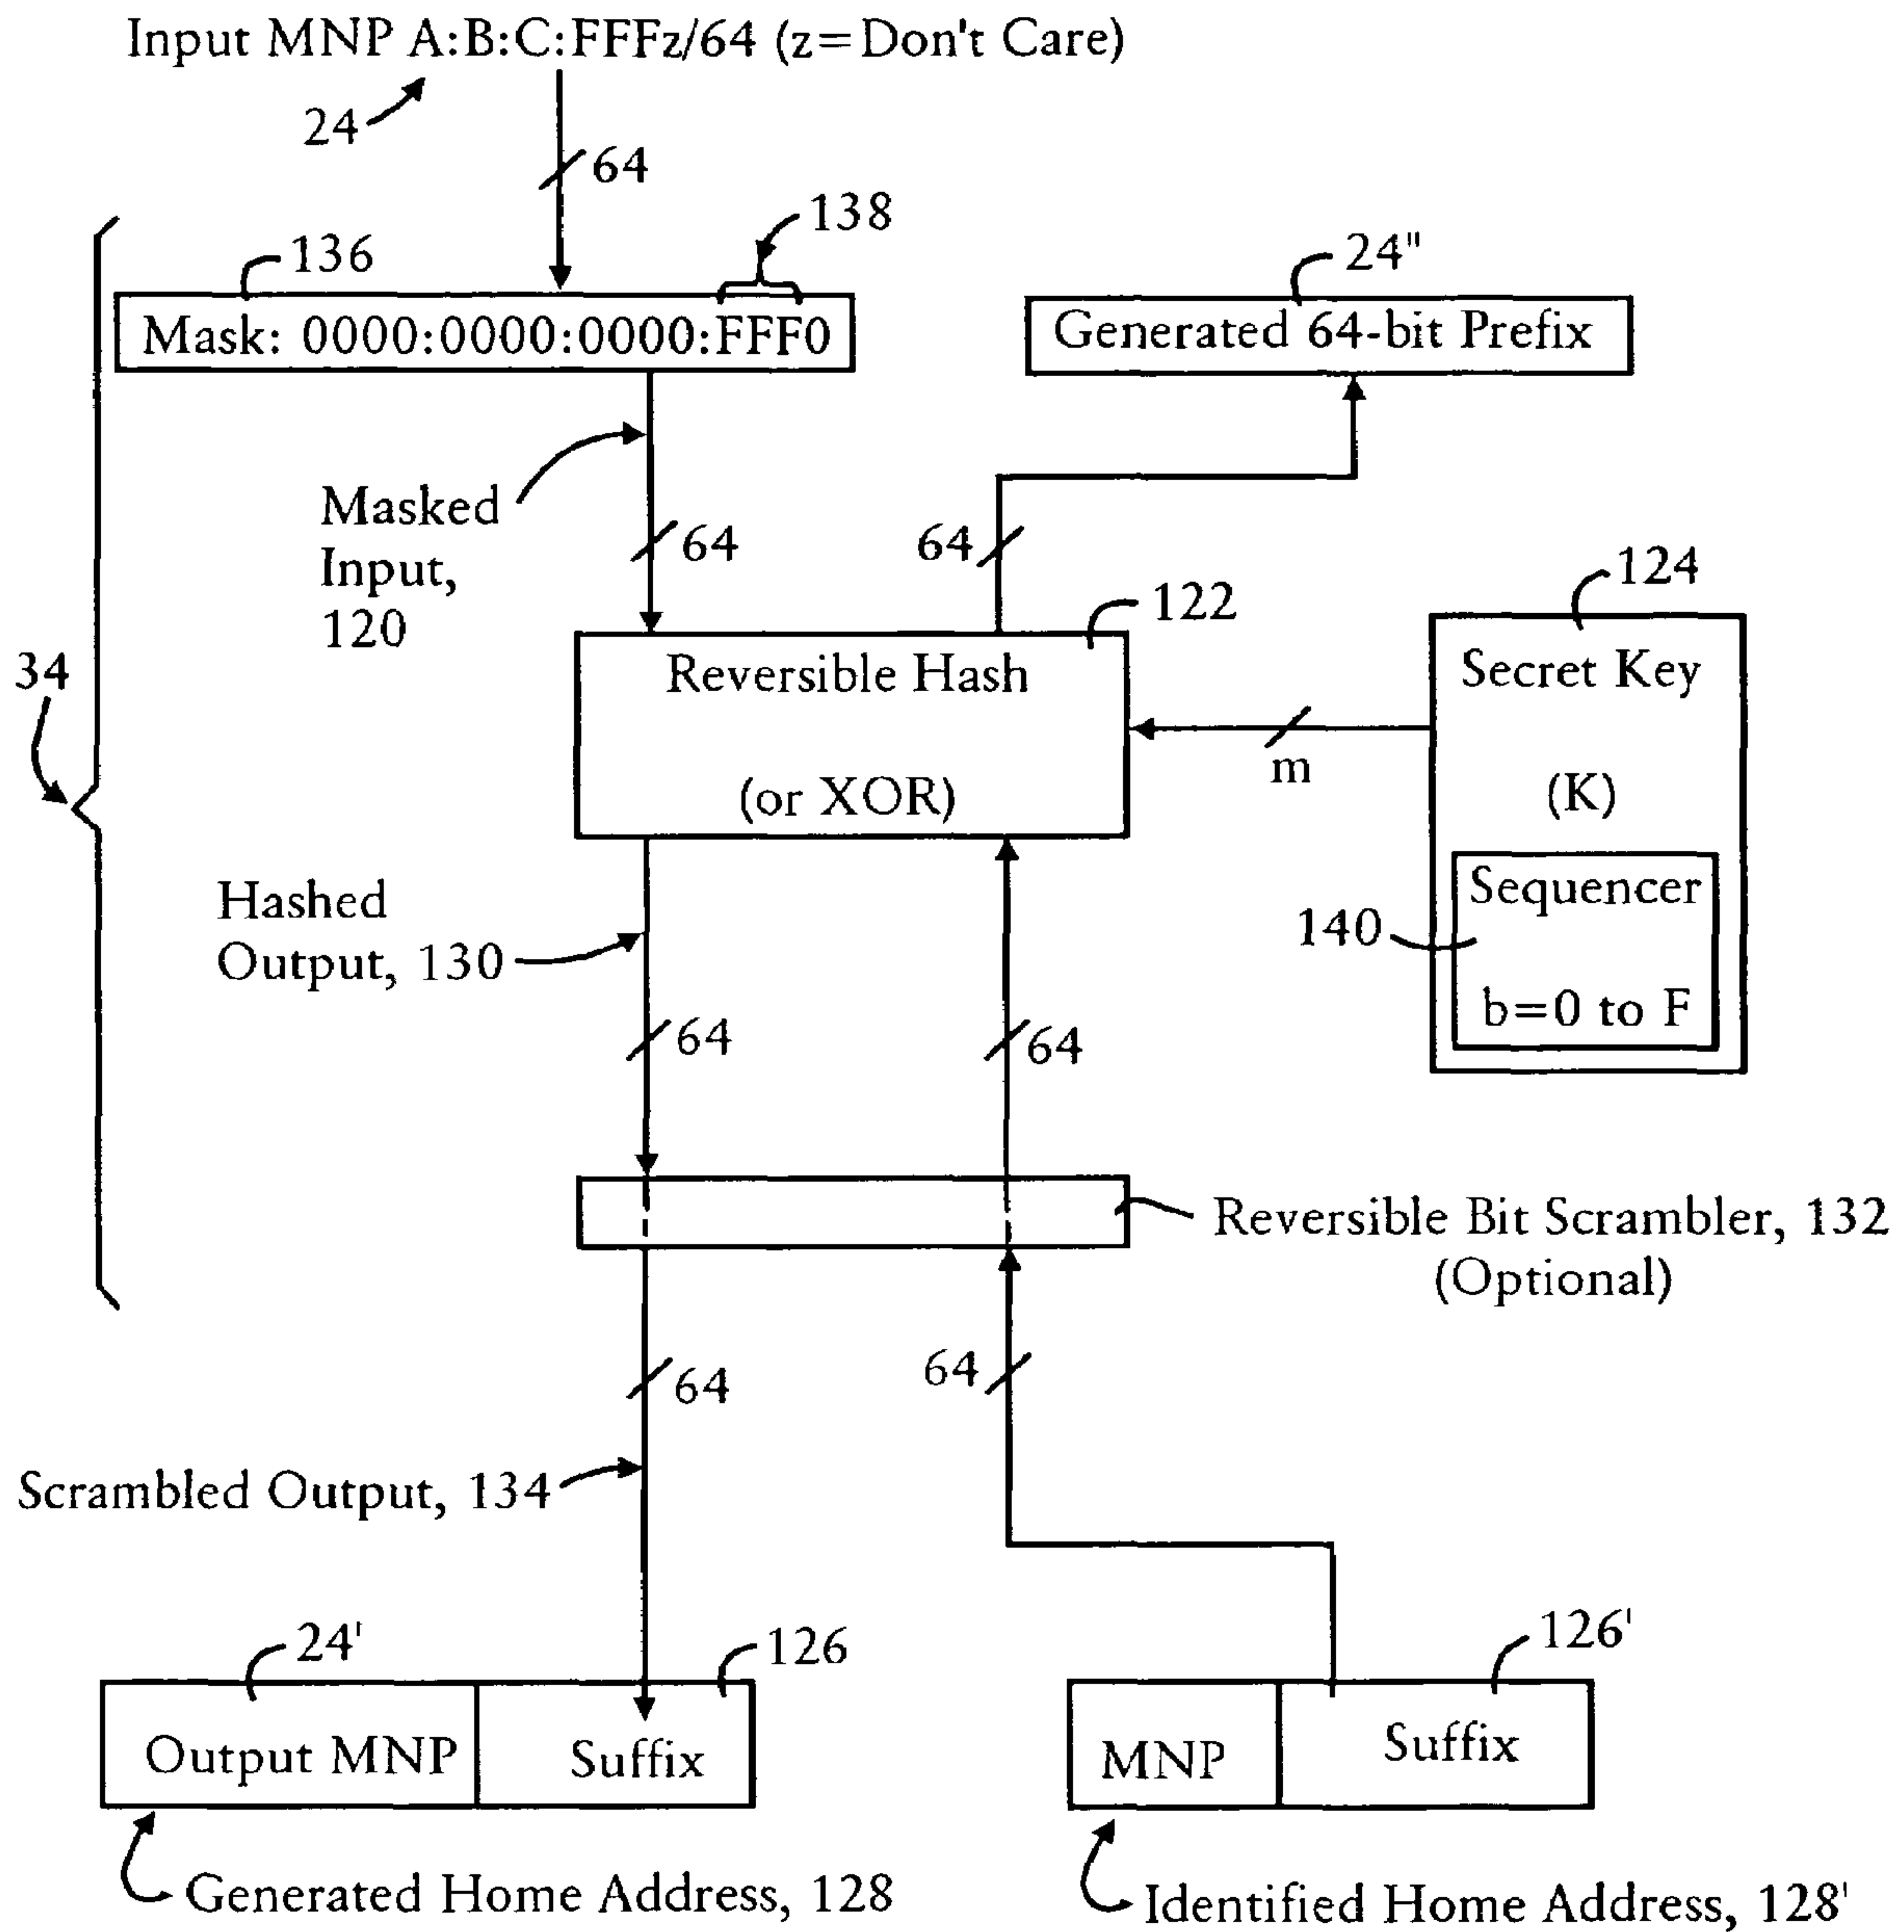 Input MNP A:B:C:FFFz/64 (z=Don't Care)
24
64
138
136
24"
Mask: 0000:0000:0000:FFF0
Generated 64-bit Prefix
Masked
Input,
120
64
64
124
122
34
Reversible Hash
(or XOR)
m
Secret Key
(K)
Sequencer
b=0 to F
140
Hashed
Output, 130
64
64
Reversible Bit Scrambler, 132
(Optional)
64
64
Scrambled Output, 134
24'
126
126'
Output MNP
Suffix
MNP
Suffix
Generated Home Address, 128
Identified Home Address, 128'